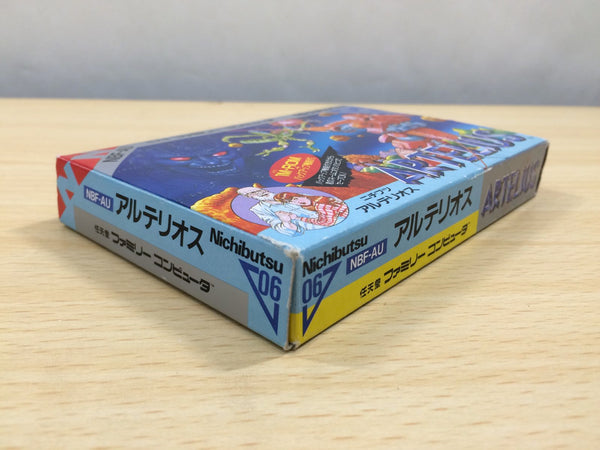 1M-ROM
ARTELIUS
ニチブツ
アルテリオス
NBF-AU
アルテリオス
Nichibutsu
06
任天堂 ファミリー コンピュータ
Nichibutsu
06
NBF-AU
アルテリオス
任天堂 ファミリー コンピュータ
ARTELIUS